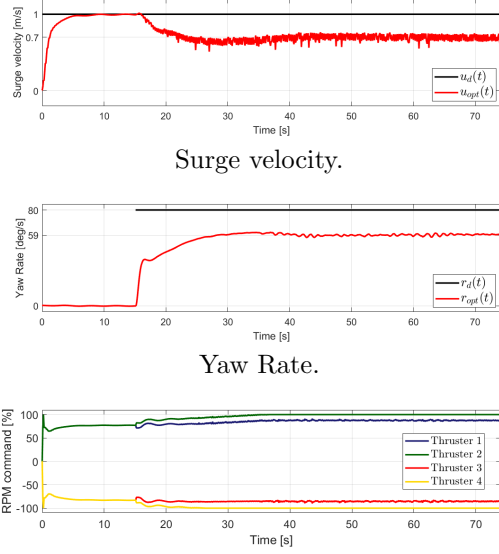 Surge velocity [m/s]
1
0.7
0
0 10 20 30 40 50 60 70
Time [s]
u_d(t)
u_opt(t)
Surge velocity.
Yaw Rate [deg/s]
80
59
0
0 10 20 30 40 50 60 70
Time [s]
r_d(t)
r_opt(t)
Yaw Rate.
RPM command [%]
100
50
0
-50
-100
0 10 20 30 40 50 60 70
Time [s]
Thruster 1
Thruster 2
Thruster 3
Thruster 4